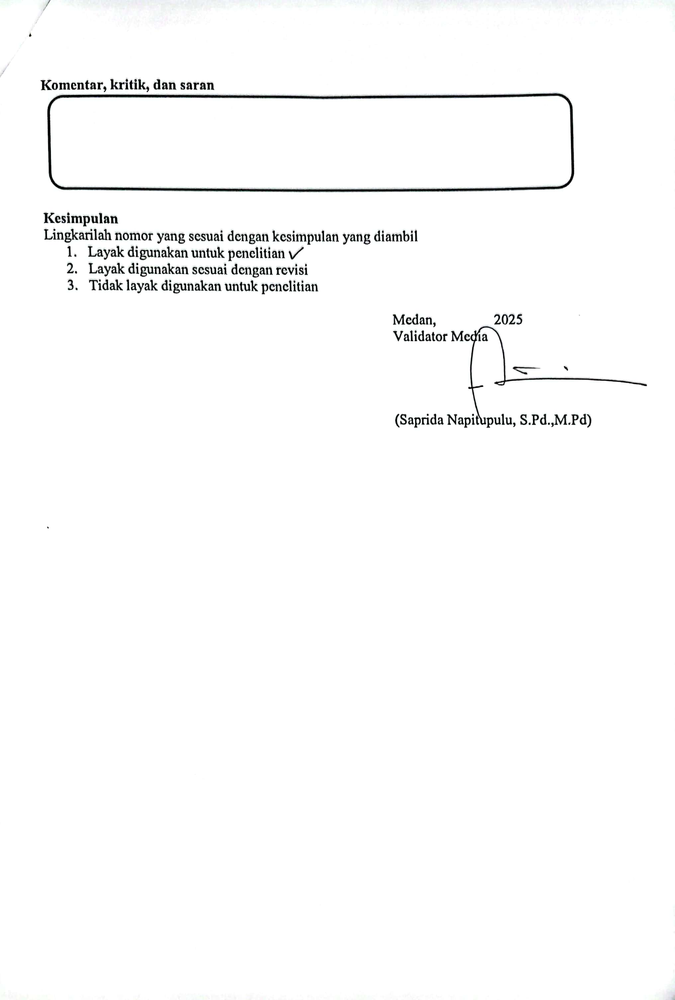 Komentar, kritik, dan saran
Kesimpulan
Lingkarilah nomor yang sesuai dengan kesimpulan yang diambil
1. Layak digunakan untuk penelitian ✓
2. Layak digunakan sesuai dengan revisi
3. Tidak layak digunakan untuk penelitian
Medan, 2025
Validator Media
(Saprida Napitupulu, S.Pd.,M.Pd)